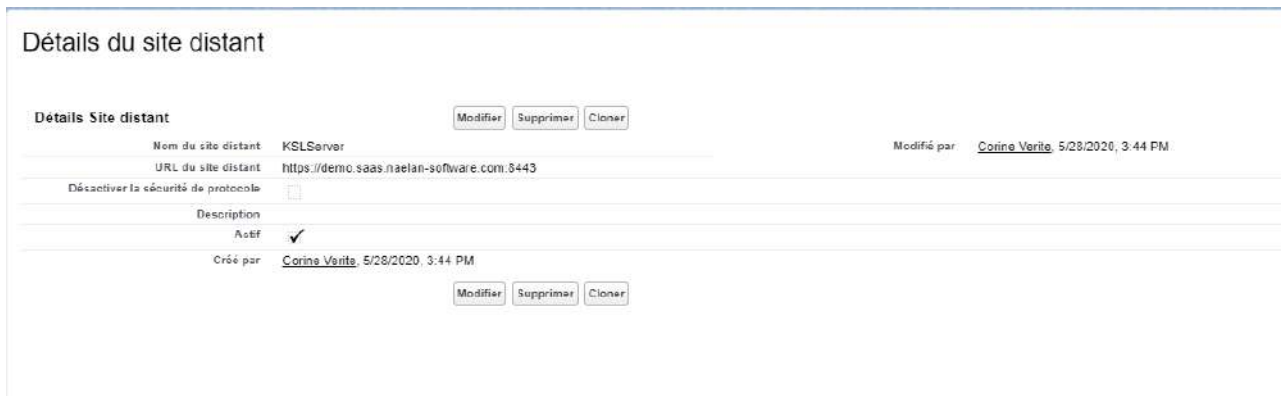 Détails du site distant
Détails Site distant
Modifier Supprimer Cloner
Nom du site distant KSLServer Modifié par Corine Verite, 5/28/2020, 3:44 PM
URL du site distant https://demo.saas.naelan-software.com:8443
Désactiver la sécurité de protocole
Description
Actif ✓
Créé par Corine Verite, 5/28/2020, 3:44 PM
Modifier Supprimer Cloner